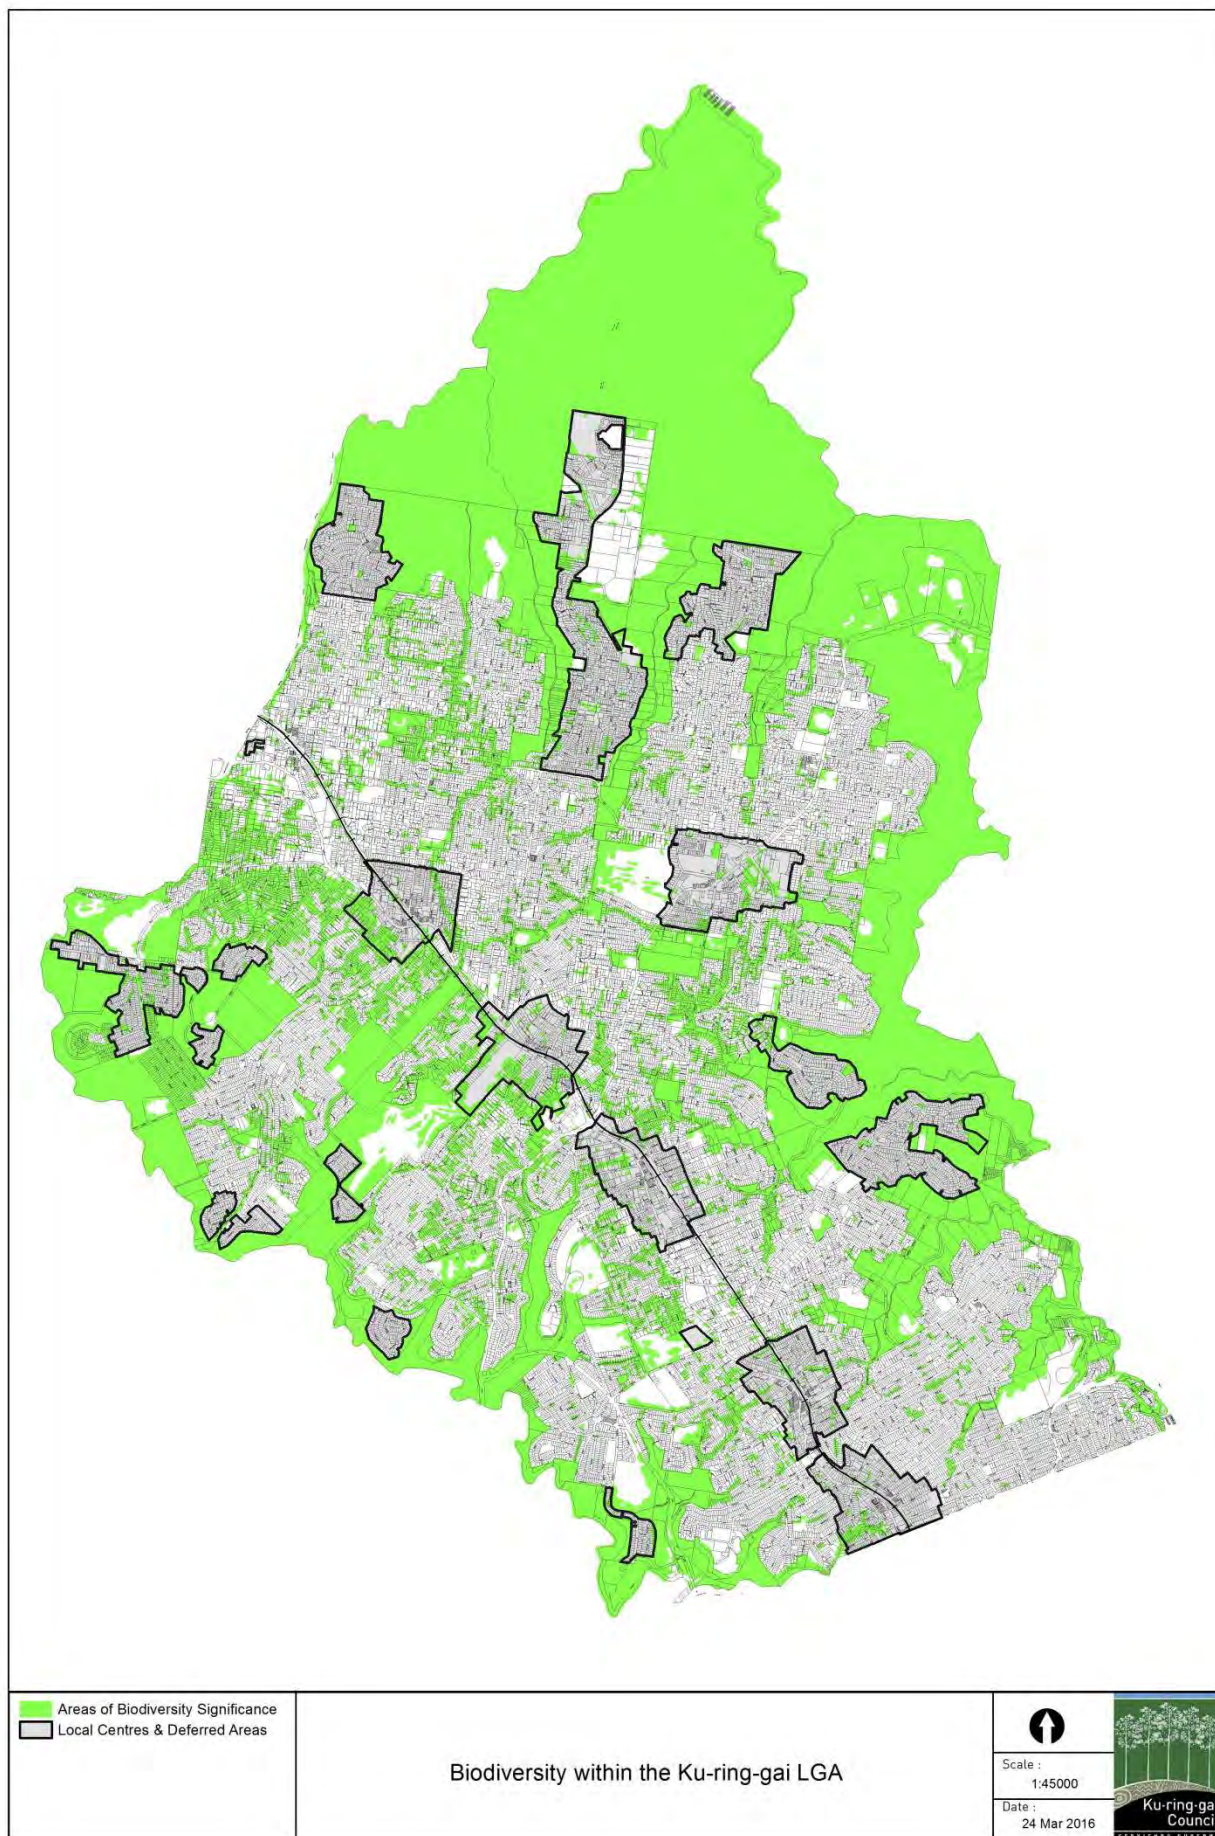 Areas of Biodiversity Significance
Local Centres & Deferred Areas
Biodiversity within the Ku-ring-gai LGA
Scale :
1:45000
Date :
24 Mar 2016
Ku-ring-ga
Counci